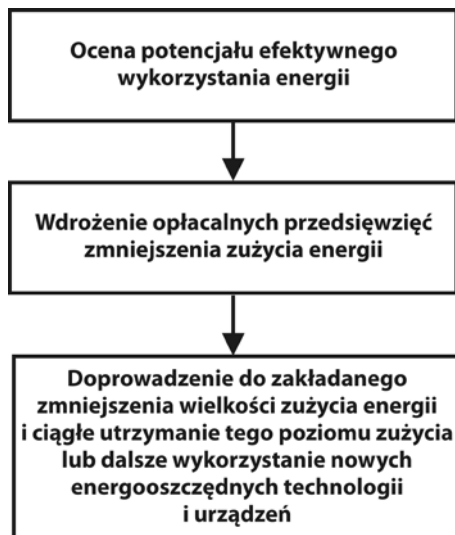 Ocena potencjału efektywnego
wykorzystania energii
Wdrożenie opłacalnych przedsięwzięć
zmniejszenia zużycia energii
Doprowadzenie do zakładanego
zmniejszenia wielkości zużycia energii
i ciągłe utrzymanie tego poziomu zużycia
lub dalsze wykorzystanie nowych
energooszczędnych technologii
i urządzeń